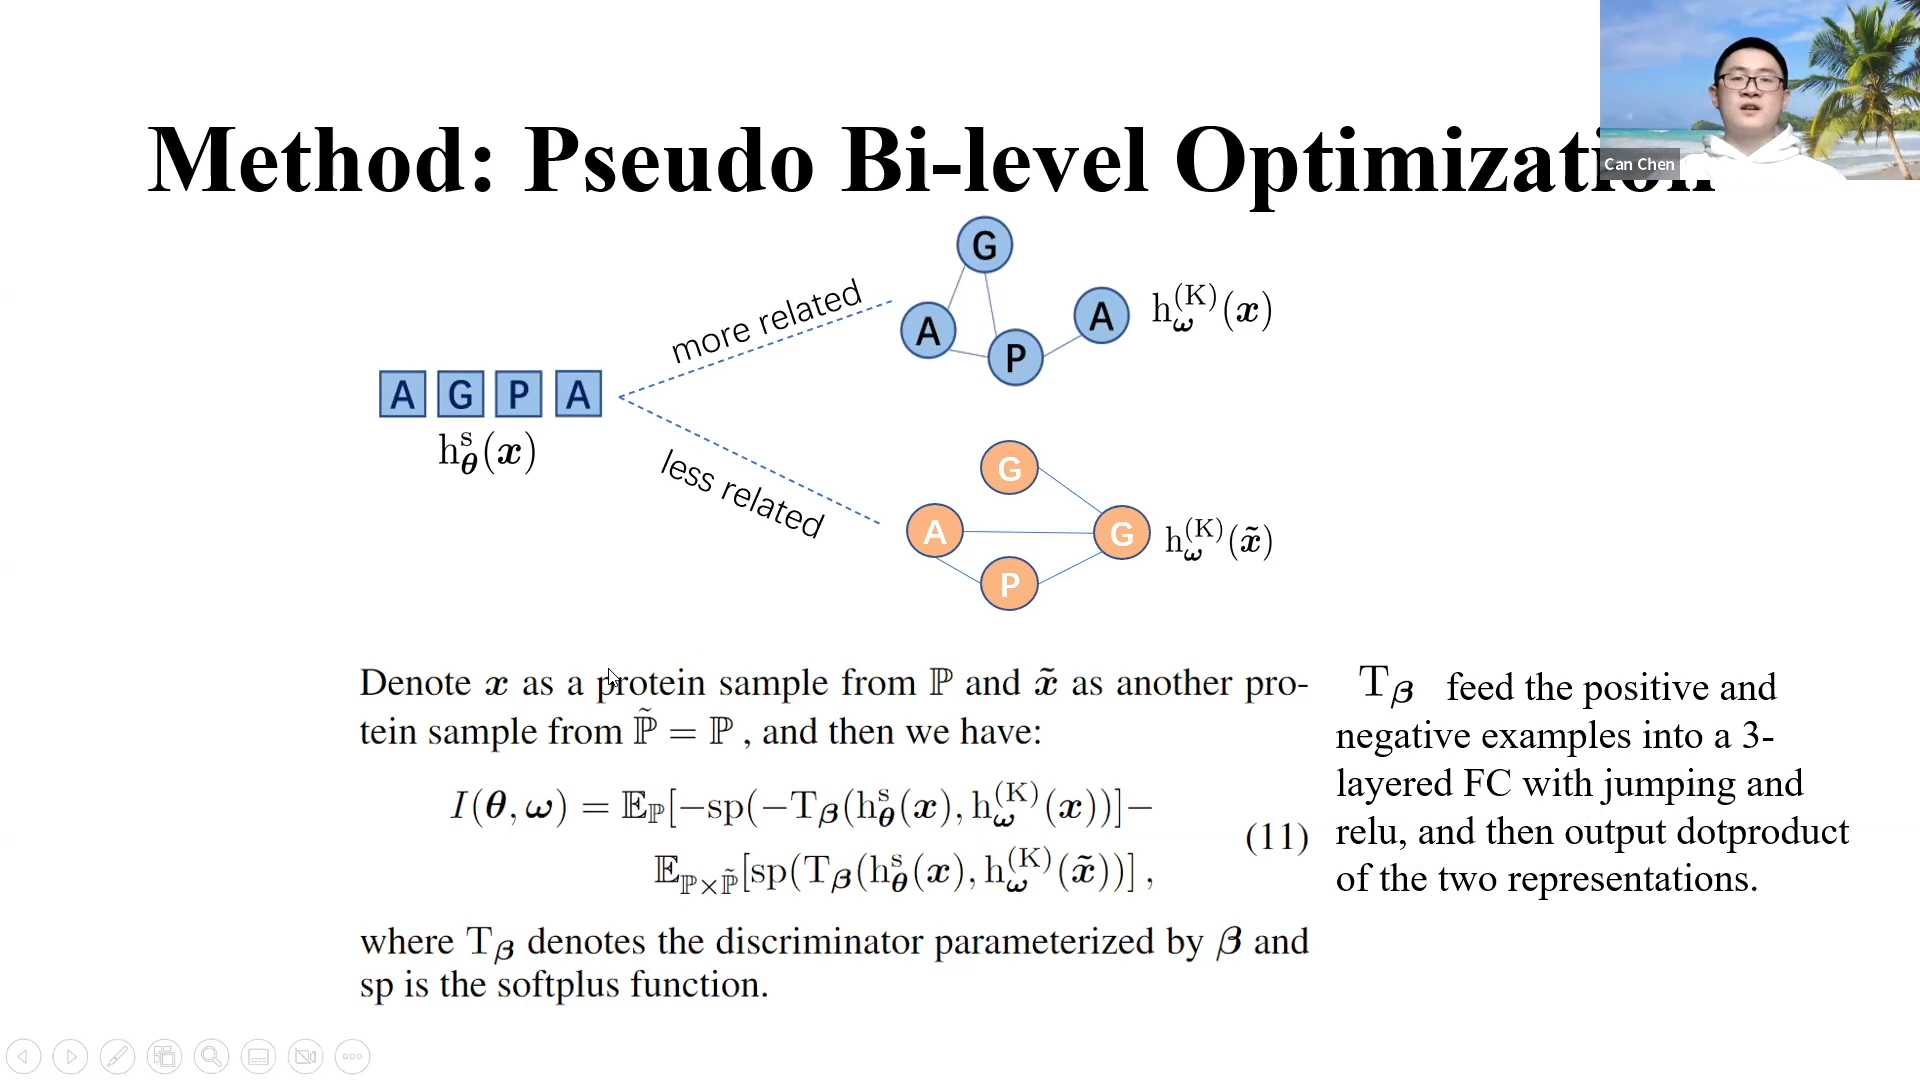 Can Chen
Method: Pseudo Bi-level Optimization
G
A
P
A
h_ω^(K)(x)
more related
A G P A
h_θ^s(x)
less related
G
A
G
P
h_ω^(K)(x̃)
Denote x as a protein sample from ℙ and x̃ as another pro-
tein sample from ℙ̃ = ℙ , and then we have:
I(θ, ω) = 𝔼_ℙ[−sp(−T_β(h_θ^s(x), h_ω^(K)(x))]−
𝔼_ℙ×ℙ̃[sp(T_β(h_θ^s(x), h_ω^(K)(x̃))] ,
(11)
where T_β denotes the discriminator parameterized by β and
sp is the softplus function.
T_β feed the positive and
negative examples into a 3-
layered FC with jumping and
relu, and then output dotproduct
of the two representations.